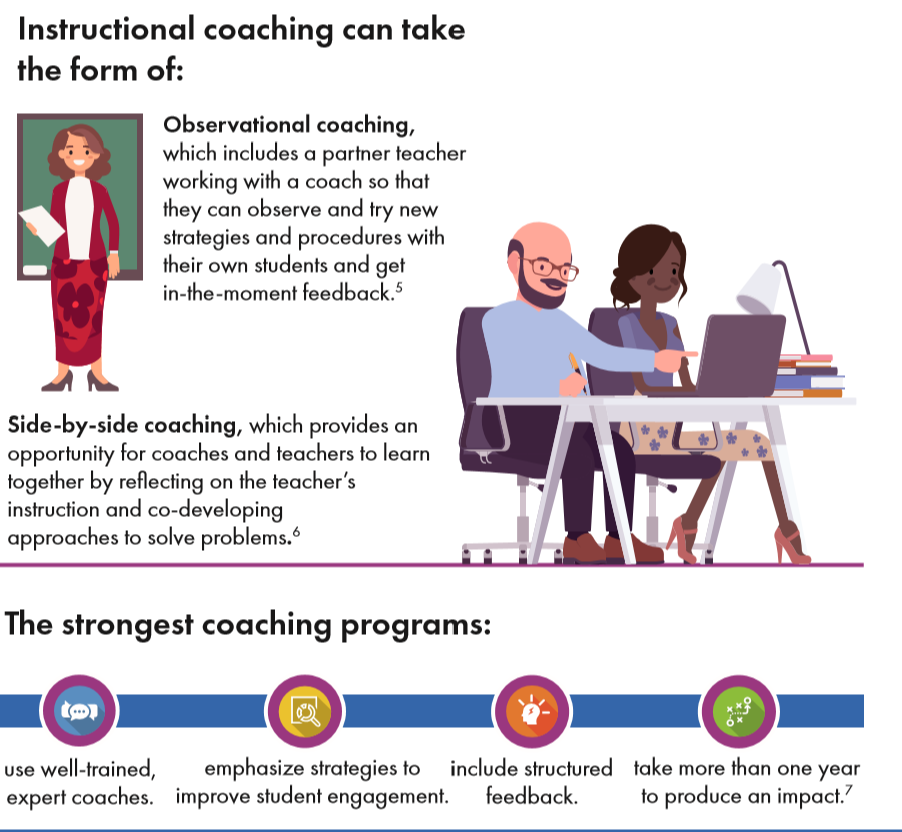 Instructional coaching can take
the form of:
Observational coaching,
which includes a partner teacher
working with a coach so that
they can observe and try new
strategies and procedures with
their own students and get
in-the-moment feedback.⁵
Side-by-side coaching, which provides an
opportunity for coaches and teachers to learn
together by reflecting on the teacher’s
instruction and co-developing
approaches to solve problems.⁶
The strongest coaching programs:
use well-trained,
expert coaches.
emphasize strategies to
improve student engagement.
include structured
feedback.
take more than one year
to produce an impact.⁷